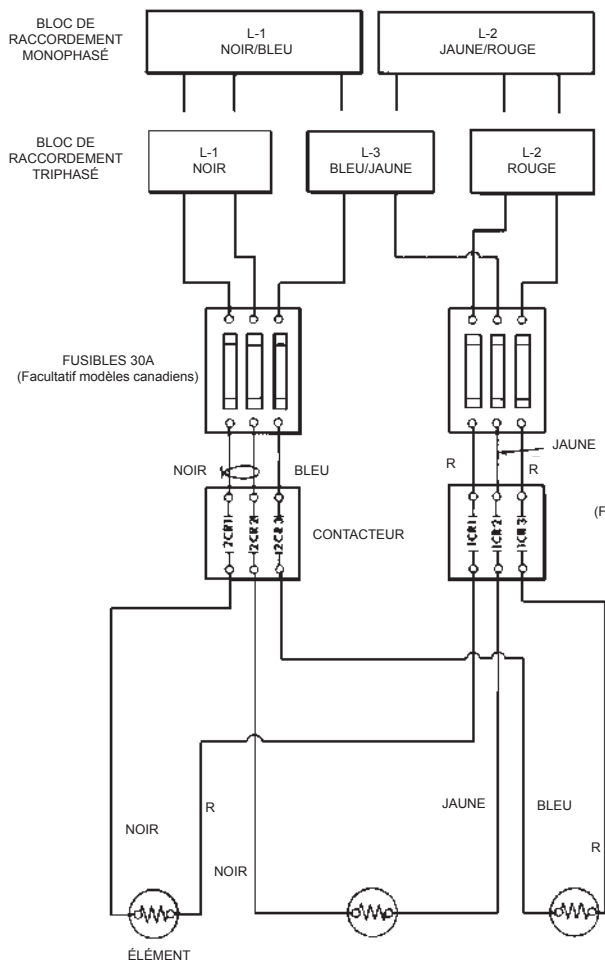 BLOC DE
RACCORDEMENT
MONOPHASÉ
L-1
NOIR/BLEU
L-2
JAUNE/ROUGE
BLOC DE
RACCORDEMENT
TRIPHASÉ
L-1
NOIR
L-3
BLEU/JAUNE
L-2
ROUGE
FUSIBLES 30A
(Facultatif modèles canadiens)
NOIR
BLEU
R
R
JAUNE
2CR1
2CR2
2CR3
CONTACTEUR
1CR1
1CR2
1CR3
(F
NOIR
R
NOIR
JAUNE
BLEU
R
ÉLÉMENT